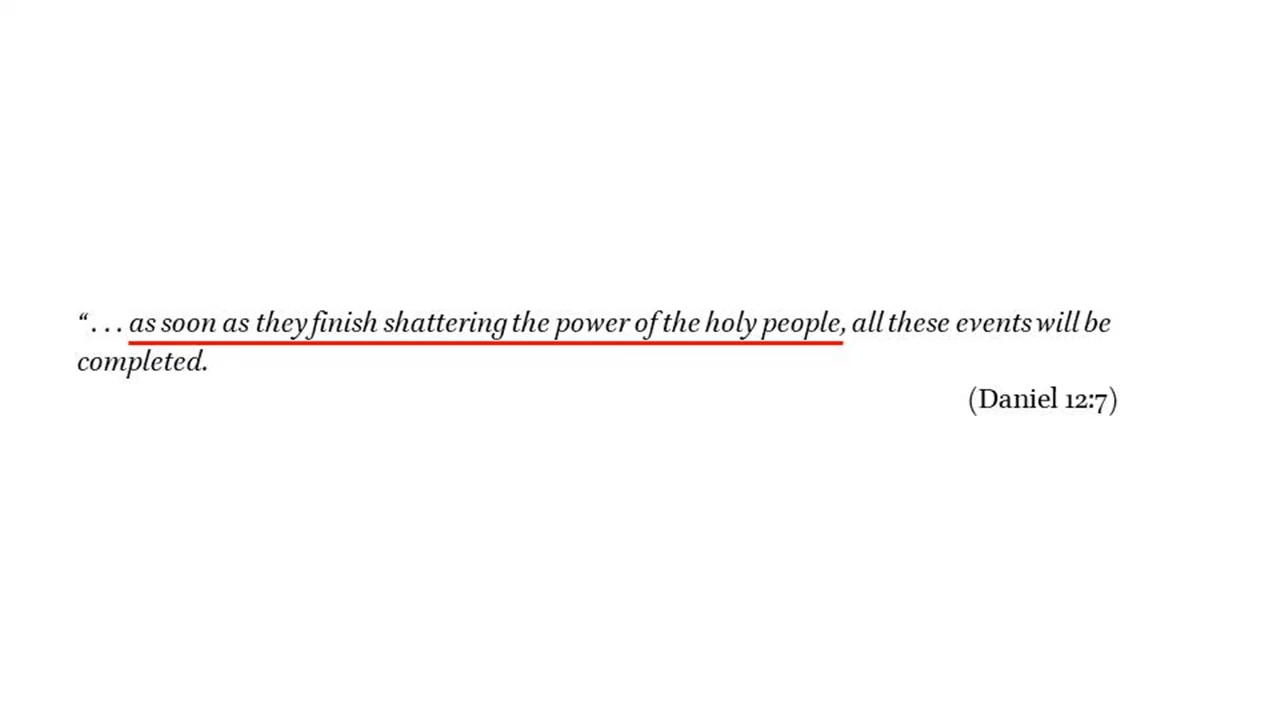 “ . . . as soon as they finish shattering the power of the holy people, all these events will be
completed.
(Daniel 12:7)